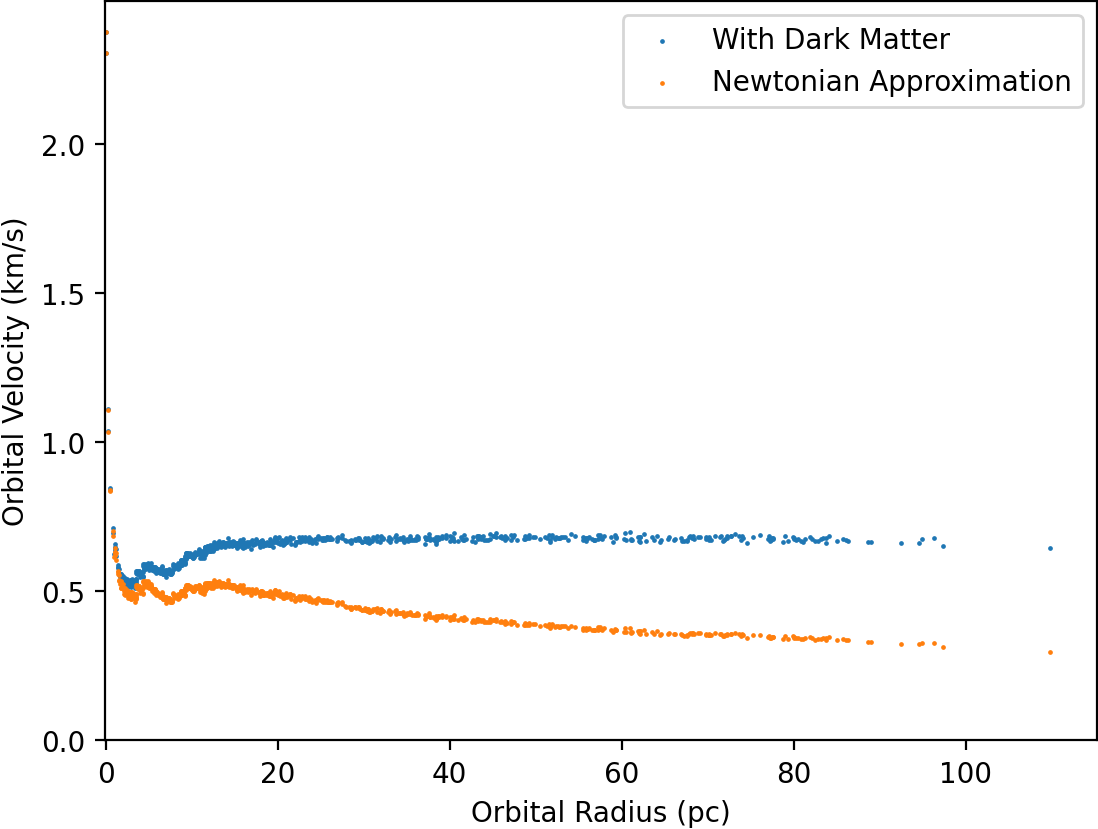 With Dark Matter
Newtonian Approximation
Orbital Velocity (km/s)
2.0
1.5
1.0
0.5
0.0
0 20 40 60 80 100
Orbital Radius (pc)